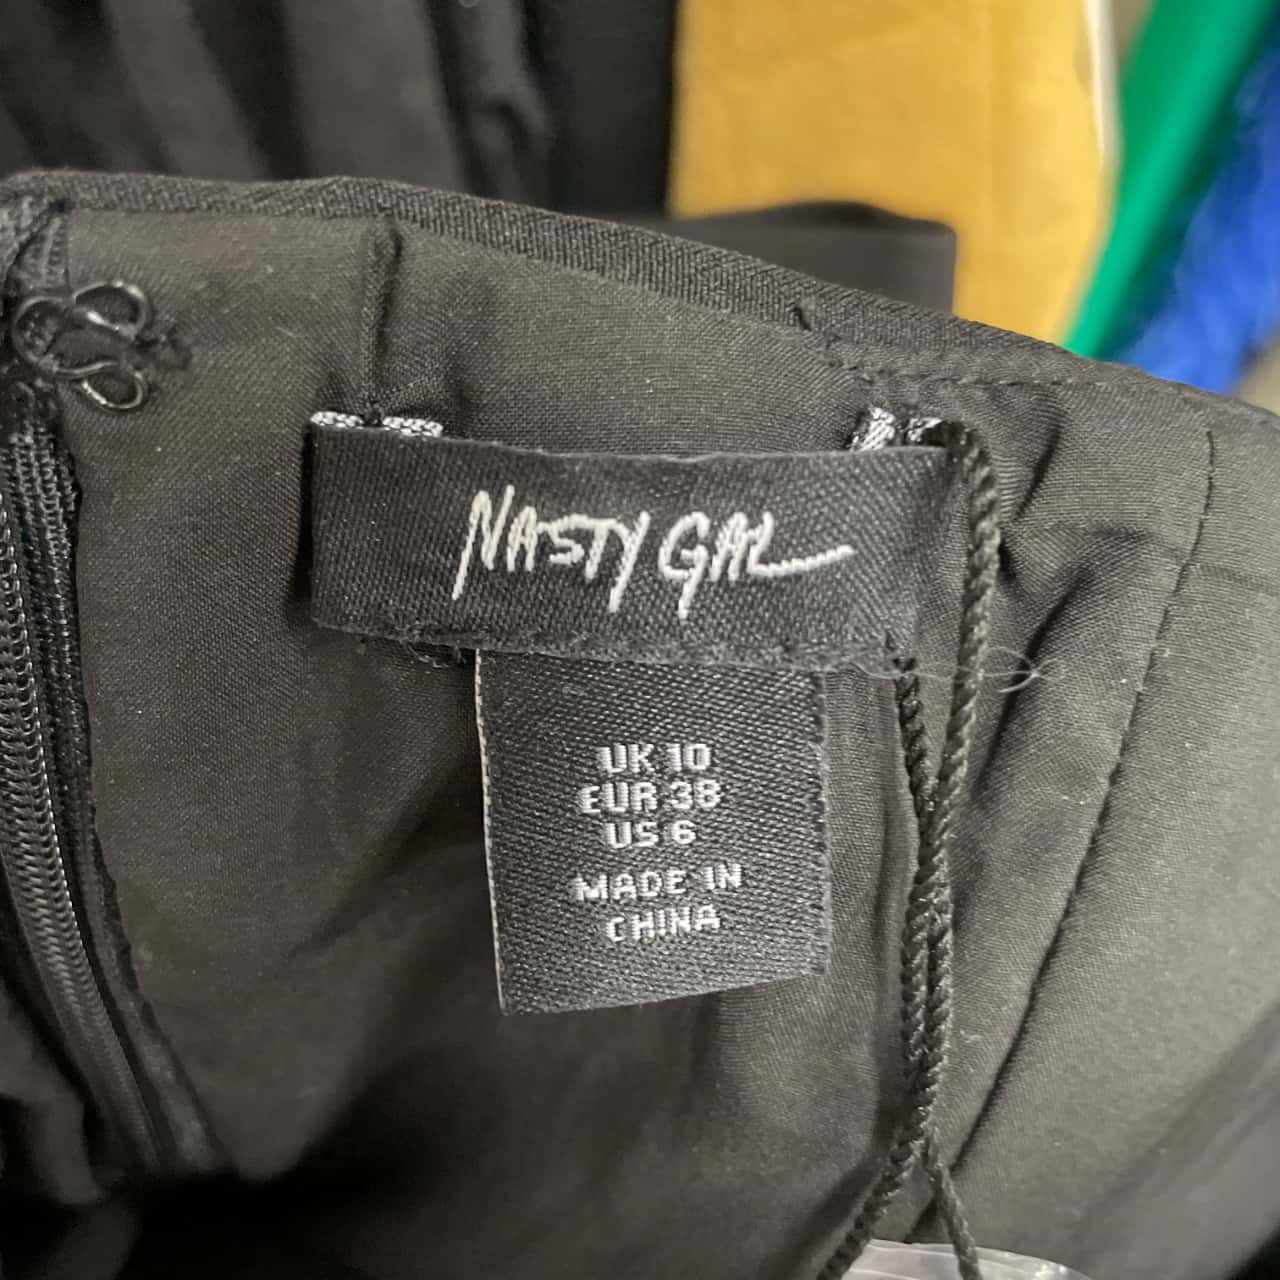 NASTY GAL
UK 10
EUR 38
US 6
MADE IN
CHINA